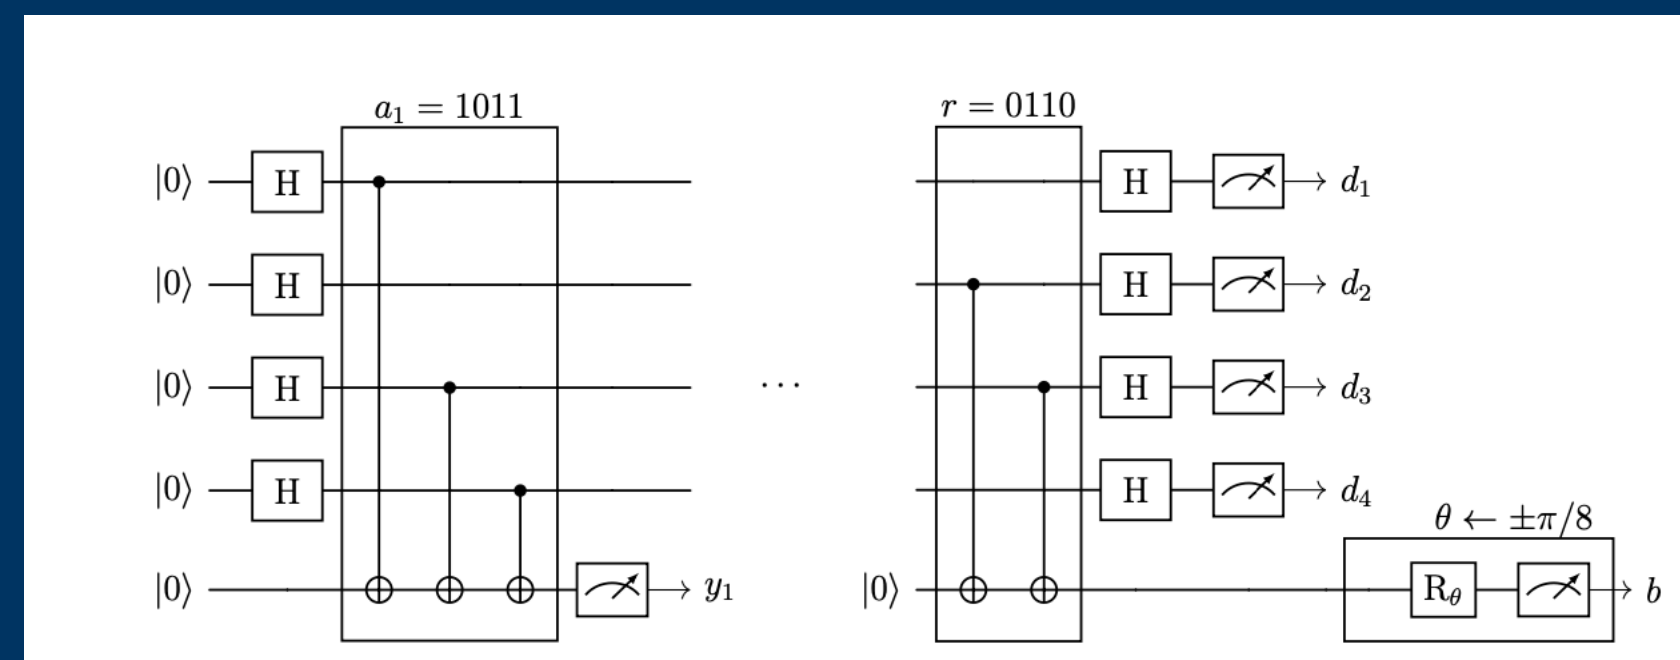 a₁ = 1011 r = 0110
|0⟩ H H d₁
|0⟩ H H d₂
|0⟩ H H d₃
· · ·
|0⟩ H H d₄
θ ← ±π/8
|0⟩ y₁ |0⟩ R_θ b